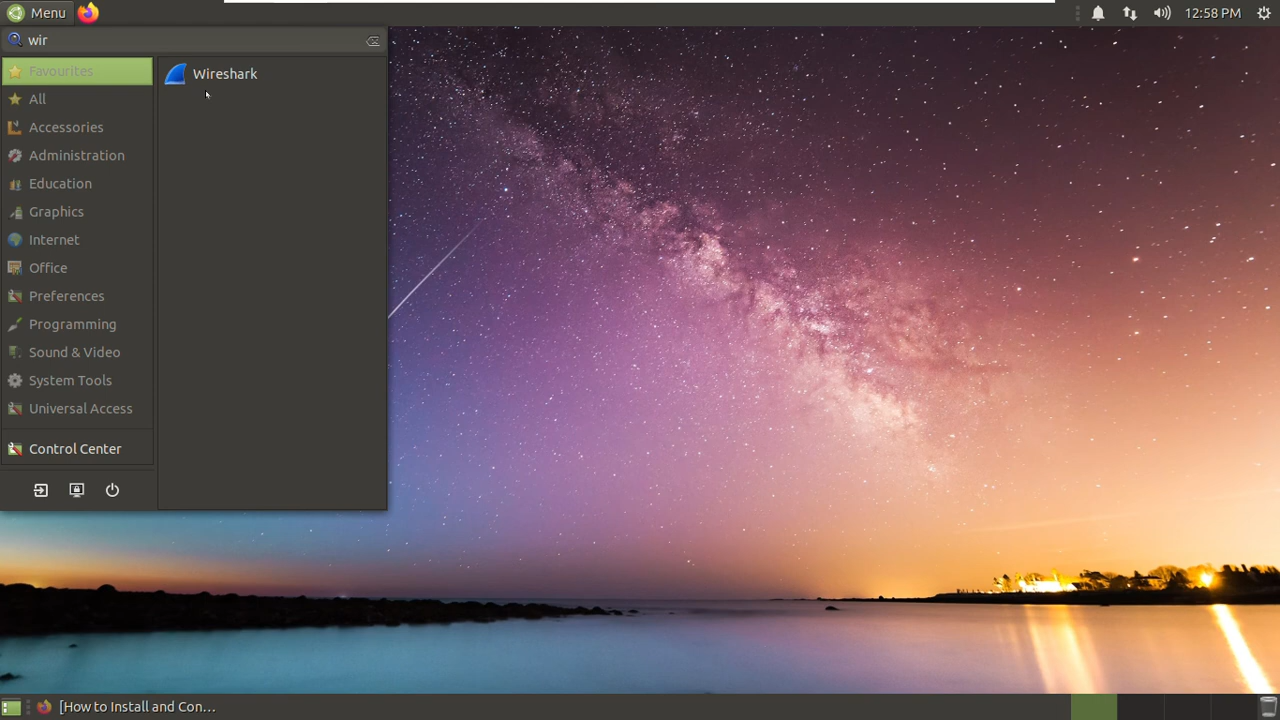 Menu
12:58 PM
wir
Favourites
Wireshark
All
Accessories
Administration
Education
Graphics
Internet
Office
Preferences
Programming
Sound & Video
System Tools
Universal Access
Control Center
[How to Install and Con…